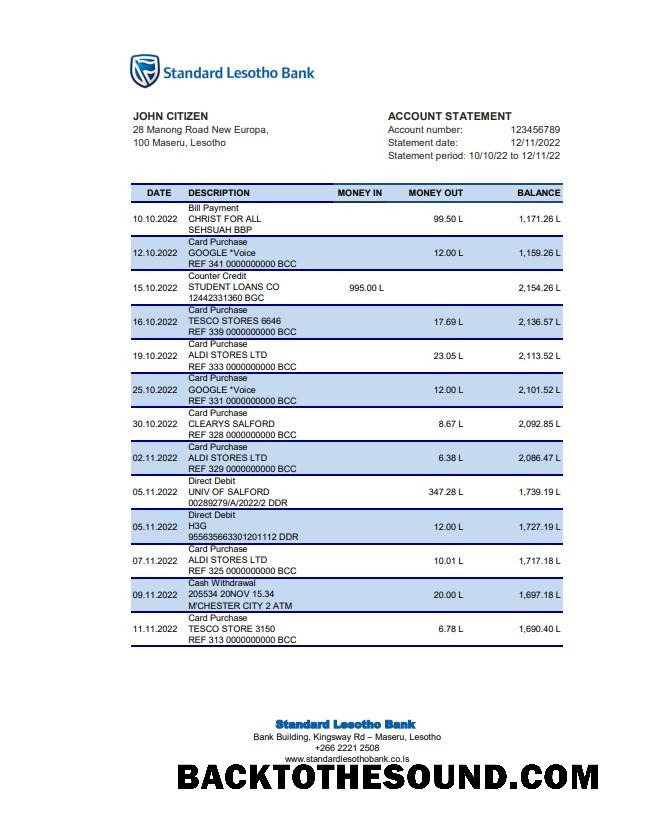 Standard Lesotho Bank
JOHN CITIZEN
28 Manong Road New Europa,
100 Maseru, Lesotho
ACCOUNT STATEMENT
Account number: 123456789
Statement date: 12/11/2022
Statement period: 10/10/22 to 12/11/22
DATE DESCRIPTION MONEY IN MONEY OUT BALANCE
Bill Payment
10.10.2022 CHRIST FOR ALL 99.50 L 1,171.26 L
SEHSUAH BBP
Card Purchase
12.10.2022 GOOGLE *Voice 12.00 L 1,159.26 L
REF 341 0000000000 BCC
Counter Credit
15.10.2022 STUDENT LOANS CO 995.00 L 2,154.26 L
12442331360 BGC
Card Purchase
16.10.2022 TESCO STORES 6646 17.69 L 2,136.57 L
REF 339 0000000000 BCC
Card Purchase
19.10.2022 ALDI STORES LTD 23.05 L 2,113.52 L
REF 333 0000000000 BCC
Card Purchase
25.10.2022 GOOGLE *Voice 12.00 L 2,101.52 L
REF 331 0000000000 BCC
Card Purchase
30.10.2022 CLEARYS SALFORD 8.67 L 2,092.85 L
REF 328 0000000000 BCC
Card Purchase
02.11.2022 ALDI STORES LTD 6.38 L 2,086.47 L
REF 329 0000000000 BCC
Direct Debit
05.11.2022 UNIV OF SALFORD 347.28 L 1,739.19 L
00289279/A/2022/2 DDR
Direct Debit
05.11.2022 H3G 12.00 L 1,727.19 L
955635663301201112 DDR
Card Purchase
07.11.2022 ALDI STORES LTD 10.01 L 1,717.18 L
REF 325 0000000000 BCC
Cash Withdrawal
09.11.2022 205534 20NOV 15.34 20.00 L 1,697.18 L
M'CHESTER CITY 2 ATM
Card Purchase
11.11.2022 TESCO STORE 3150 6.78 L 1,690.40 L
REF 313 0000000000 BCC
Standard Lesotho Bank
Bank Building, Kingsway Rd – Maseru, Lesotho
+266 2221 2508
www.standardlesothobank.co.ls
BACKTOTHESOUND.COM